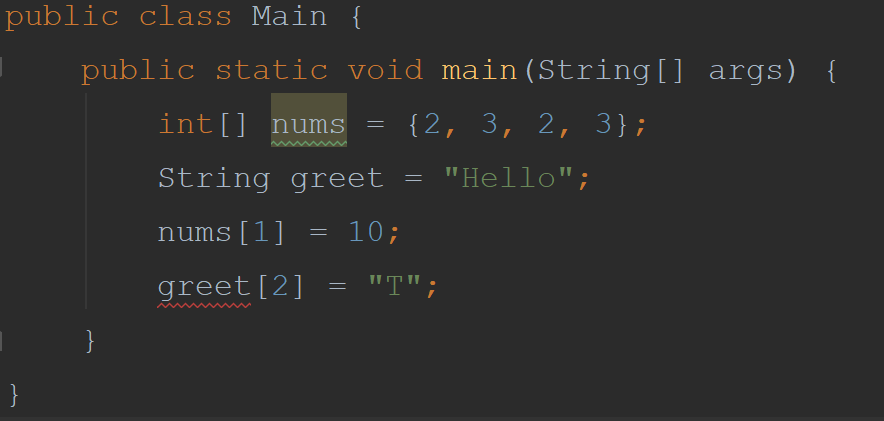 public class Main {
    public static void main(String[] args) {
        int[] nums = {2, 3, 2, 3};
        String greet = "Hello";
        nums[1] = 10;
        greet[2] = "T";
    }
}